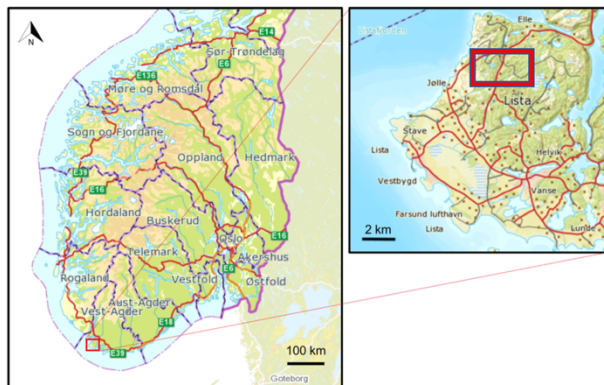 N
E14
Sør-Trøndelag
E6
E136
Møre og Romsdal
Sogn og Fjordane
Oppland
Hedmark
E39
E16
Hordaland
Buskerud
Oslo
E16
Telemark
Akershus
E6
Vestfold
Østfold
Rogaland
Aust-Agder
Vest-Agder
E18
E39
100 km
Goteborg
Listafjorden
Elle
Jølle
Lista
Stave
Lista
Helvik
Vestbygd
Vanse
Farsund lufthavn
Lista
Lunde
2 km